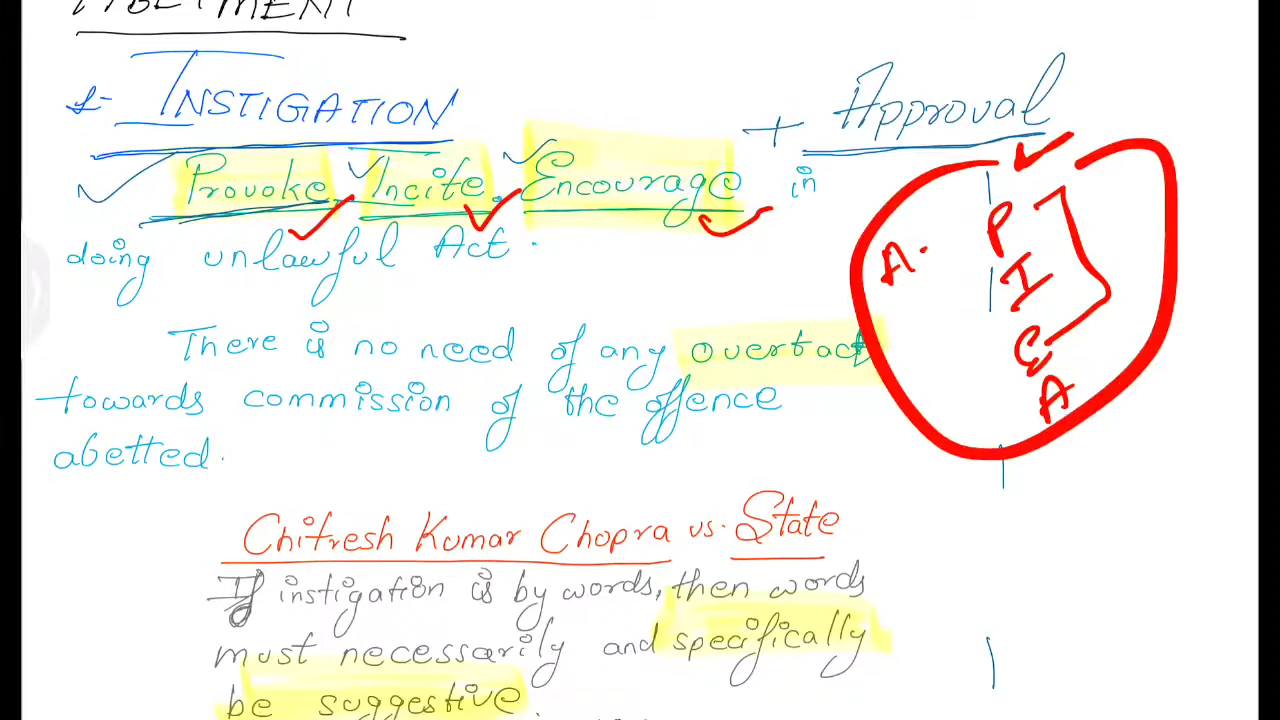 ABETMENT
1- INSTIGATION + Approval
Provoke, Incite, Encourage in
doing unlawful Act.
A. P
I
E
A
There is no need of any overtact
towards commission of the offence
abetted.
Chitresh Kumar Chopra vs. State
If instigation is by words, then words
must necessarily and specifically
be suggestive.